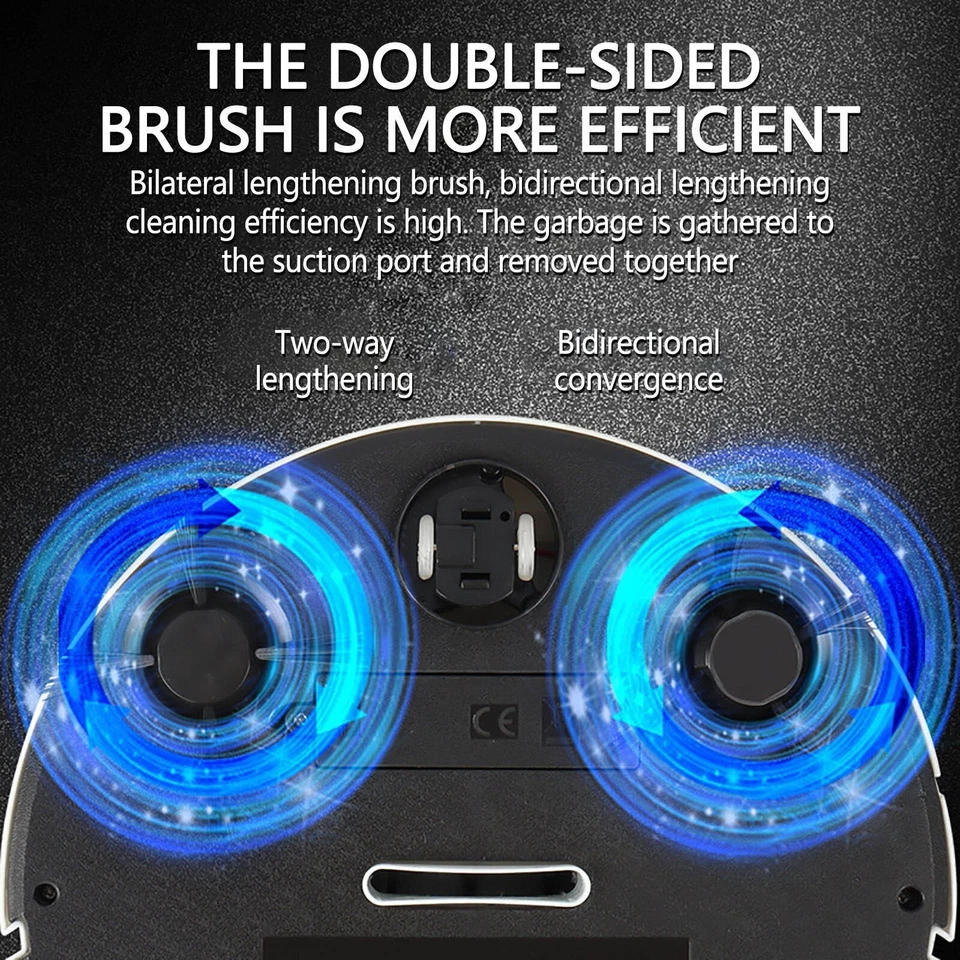 THE DOUBLE-SIDED
BRUSH IS MORE EFFICIENT
Bilateral lengthening brush, bidirectional lengthening
cleaning efficiency is high. The garbage is gathered to
the suction port and removed together
Two-way
lengthening
Bidirectional
convergence
CE